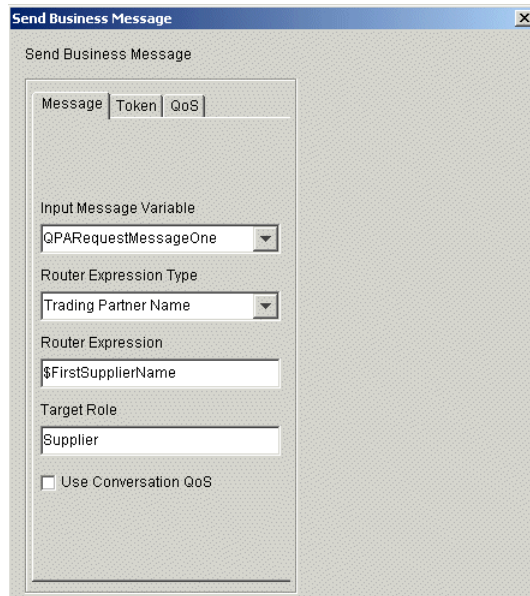 Send Business Message
Send Business Message
Message Token QoS
Input Message Variable
QPARequestMessageOne
Router Expression Type
Trading Partner Name
Router Expression
$FirstSupplierName
Target Role
Supplier
Use Conversation QoS